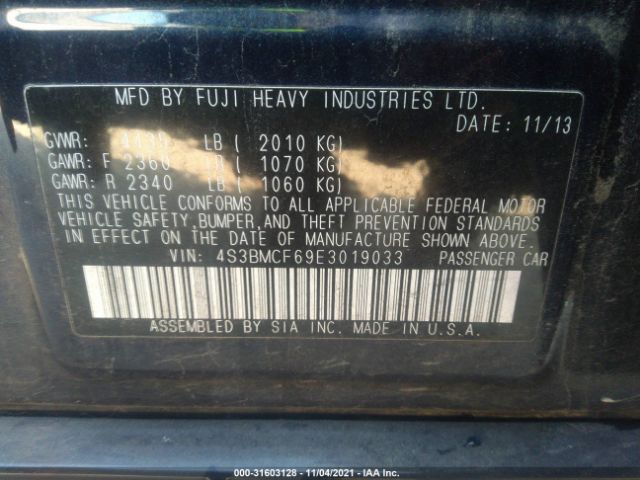 MFD BY FUJI HEAVY INDUSTRIES LTD.
DATE: 11/13
GVWR: 4435 LB ( 2010 KG)
GAWR: F 2360 LB ( 1070 KG)
GAWR: R 2340 LB ( 1060 KG)
THIS VEHICLE CONFORMS TO ALL APPLICABLE FEDERAL MOTOR
VEHICLE SAFETY,BUMPER,AND THEFT PREVENTION STANDARDS
IN EFFECT ON THE DATE OF MANUFACTURE SHOWN ABOVE.
VIN: 4S3BMCF69E3019033 PASSENGER CAR
ASSEMBLED BY SIA INC. MADE IN U.S.A.
000-31603128 - 11/04/2021 - IAA Inc.